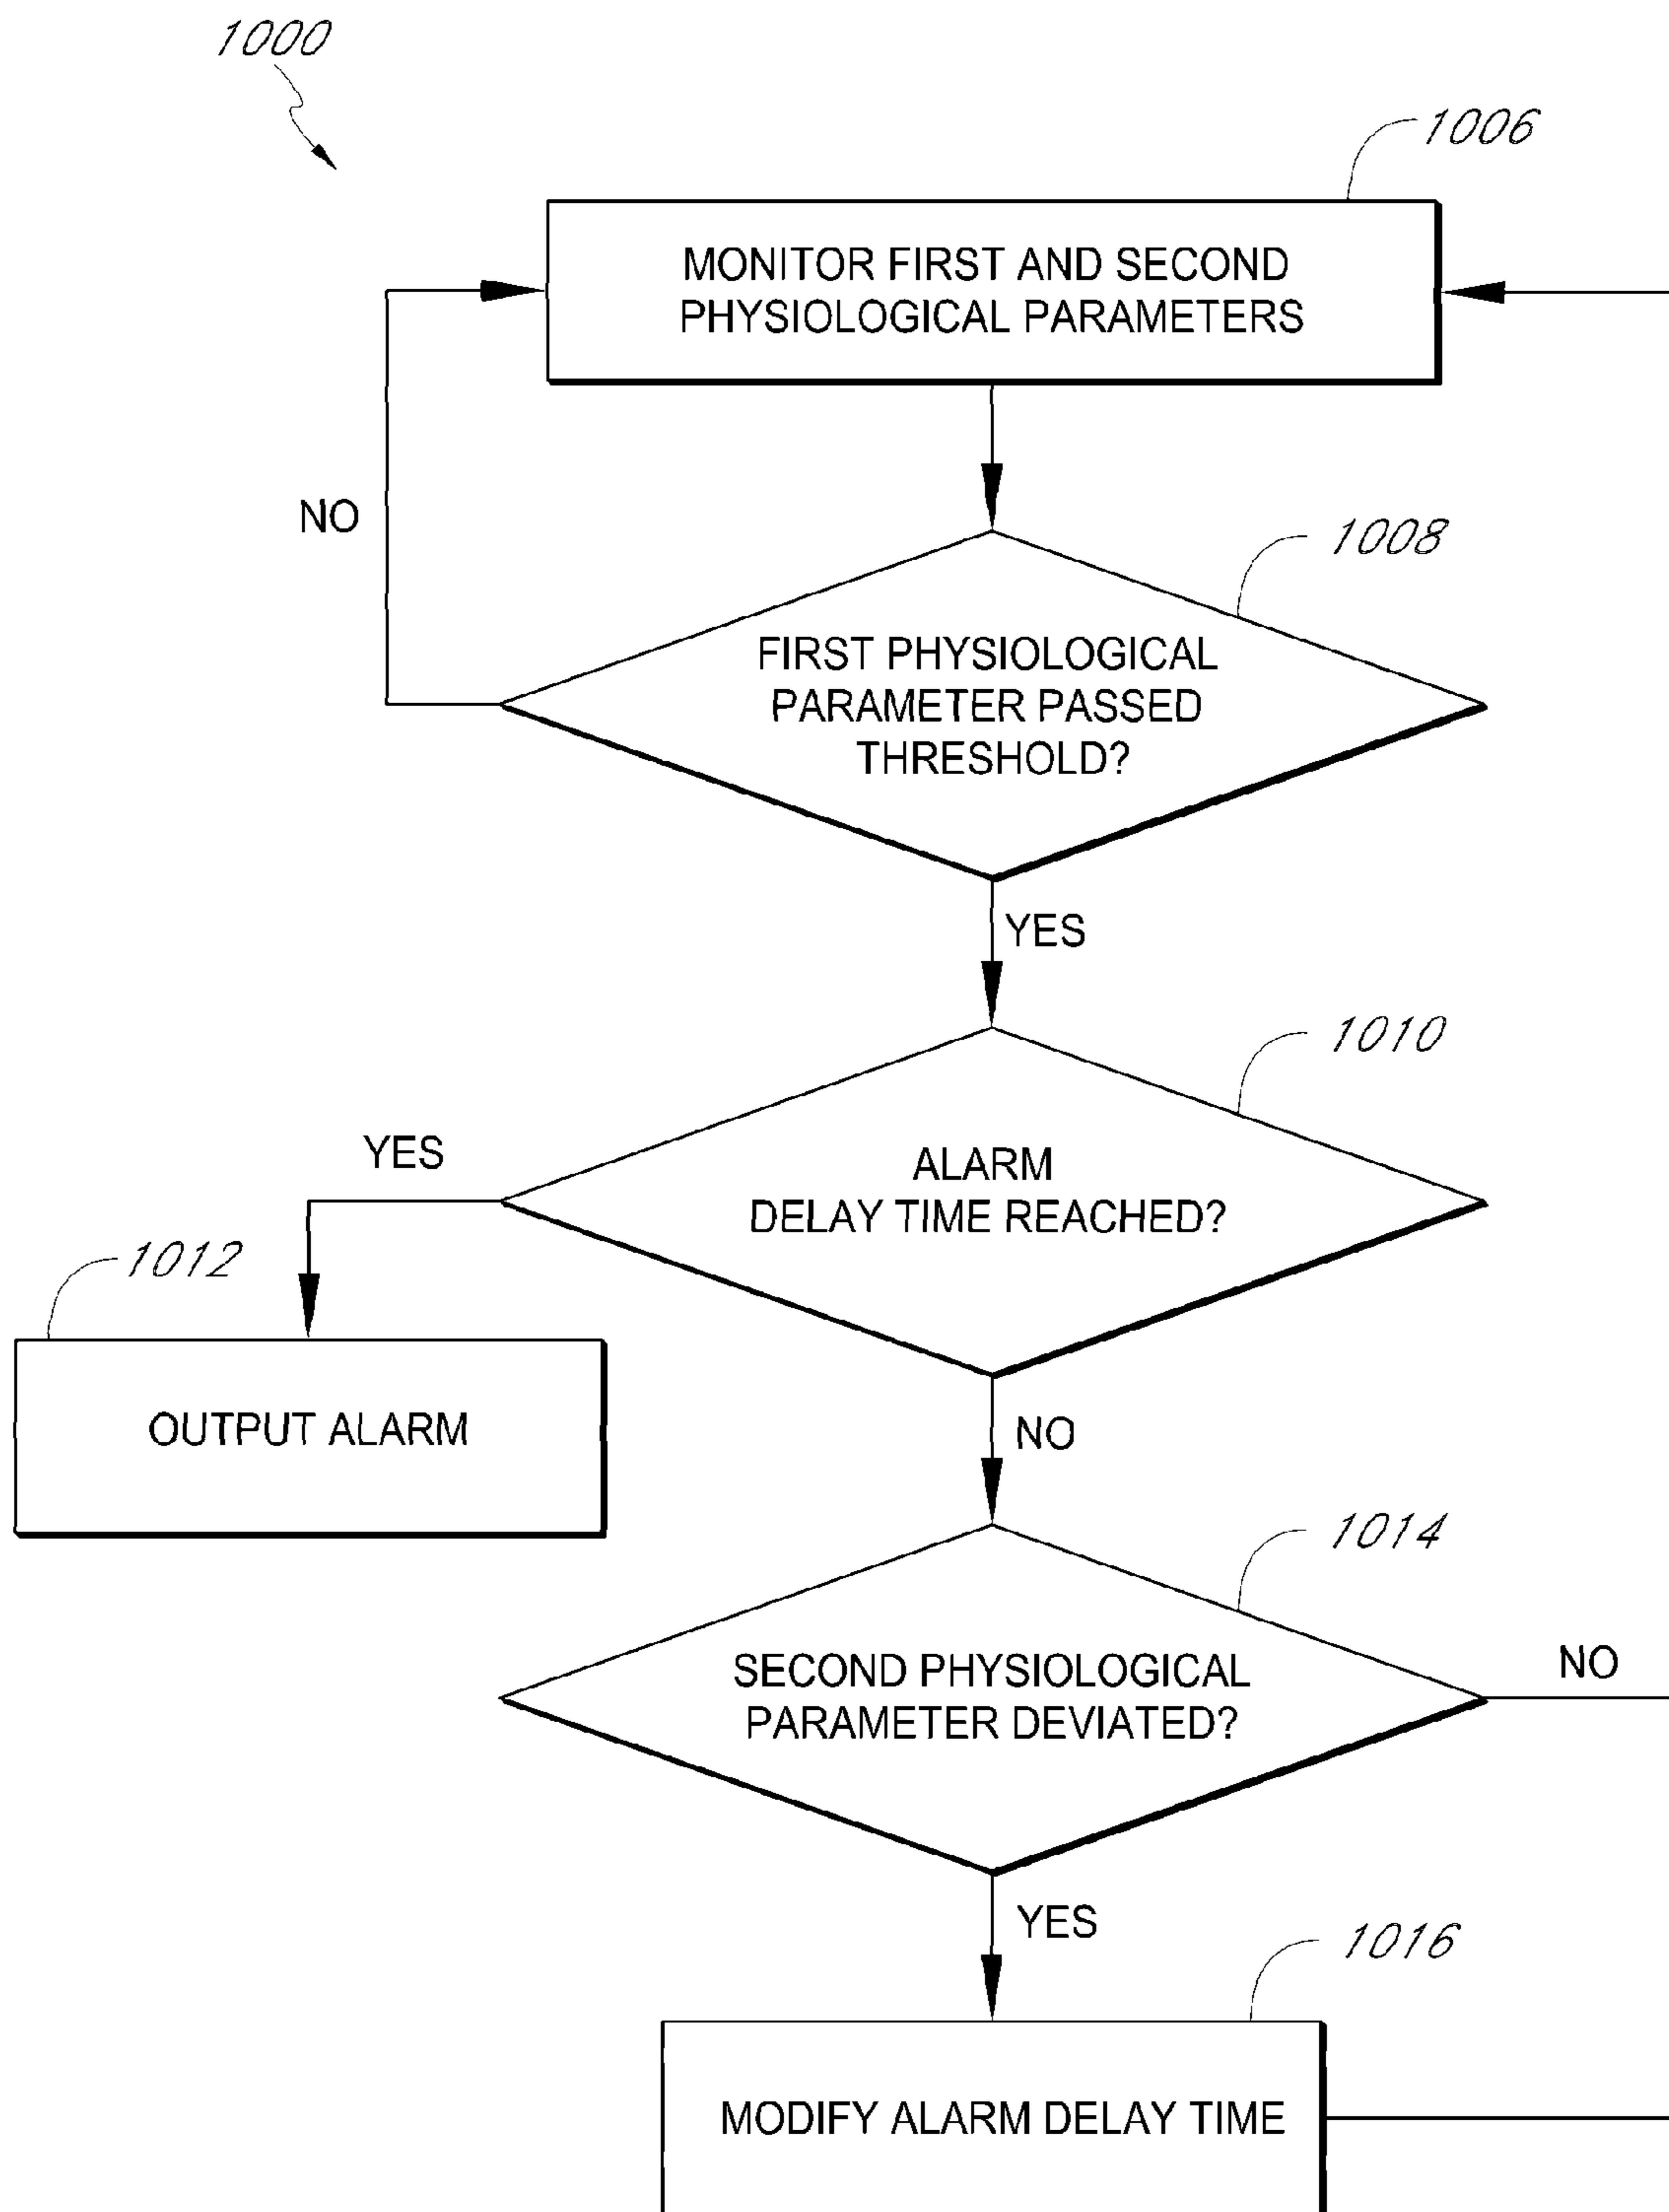 1000
1006
MONITOR FIRST AND SECOND
PHYSIOLOGICAL PARAMETERS
NO
1008
FIRST PHYSIOLOGICAL
PARAMETER PASSED
THRESHOLD?
YES
1010
ALARM
DELAY TIME REACHED?
YES
1012
OUTPUT ALARM
NO
1014
SECOND PHYSIOLOGICAL
PARAMETER DEVIATED?
NO
YES
1016
MODIFY ALARM DELAY TIME